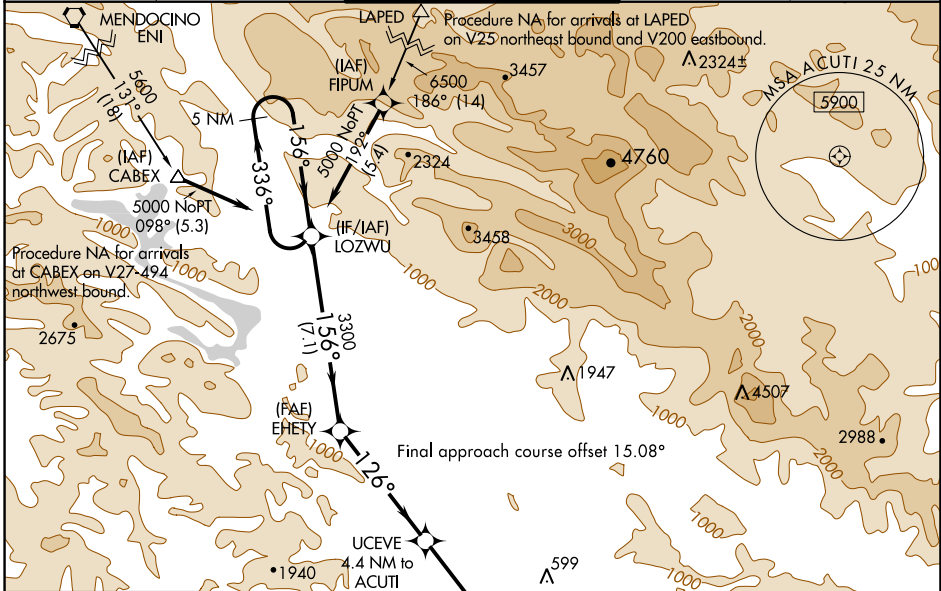 MENDOCINO
ENI
LAPED
Procedure NA for arrivals at LAPED
on V25 northeast bound and V200 eastbound.
2324±
MSA ACUTI 25 NM
5900
(IAF)
FIPUM
6500
186° (14)
3457
5600
131°
(18)
5 NM
156°
336°
5000 NoPT
192°
(5.4)
2324
4760
(IAF)
CABEX
5000 NoPT
098° (5.3)
1000
(IF/IAF)
LOZWU
3458
3000
1000
Procedure NA for arrivals
at CABEX on V27-494
northwest bound.
1000
1000
2000
2000
2675
3300
156°
(7.1)
1947
4507
1000
2988
2000
(FAF)
EHETY
1000
126°
Final approach course offset 15.08°
UCEVE
4.4 NM to
ACUTI
1940
599
1000
1000